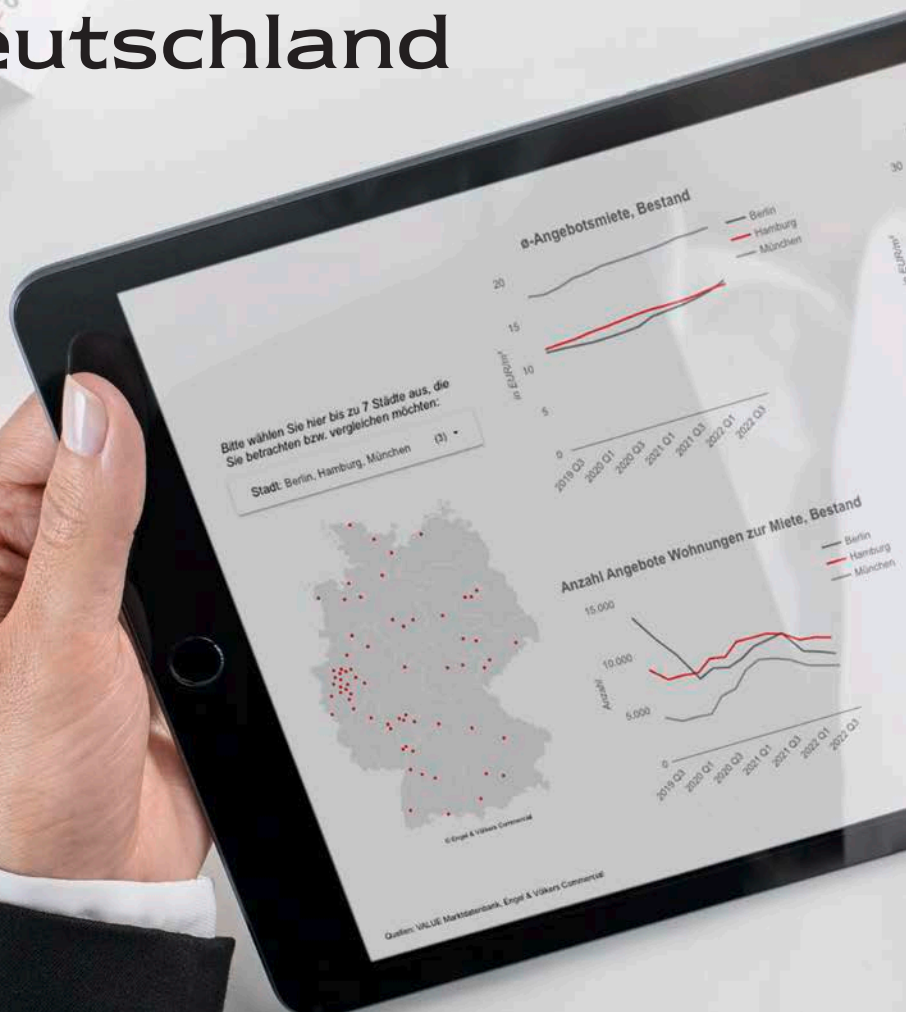 eutschland
ø-Angebotsmiete, Bestand
Berlin
Hamburg
München
30
20
15
10
5
0
in EUR/m²
2019 Q3
2020 Q1
2020 Q3
2021 Q1
2021 Q3
2022 Q1
2022 Q3
Bitte wählen Sie hier bis zu 7 Städte aus, die
Sie betrachten bzw. vergleichen möchten:
Stadt: Berlin, Hamburg, München (3)
Anzahl Angebote Wohnungen zur Miete, Bestand
Berlin
Hamburg
München
15.000
10.000
5.000
0
Anzahl
2019 Q3
2020 Q1
2020 Q3
2021 Q1
2021 Q3
2022 Q1
2022 Q3
© Engel & Völkers Commercial
Quellen: VALUE Marktdatenbank, Engel & Völkers Commercial